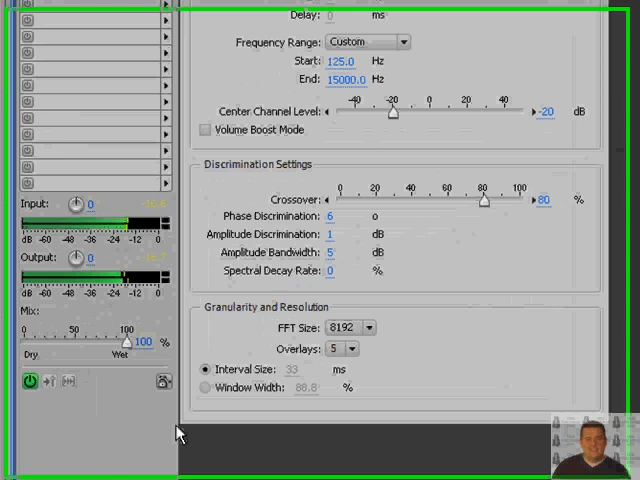 Delay: 0 ms
Frequency Range: Custom
Start: 125.0 Hz
End: 15000.0 Hz
-40 -20 0 20 40
Center Channel Level: -20 dB
Volume Boost Mode
Discrimination Settings
0 20 40 60 80 100
Crossover: 80 %
Phase Discrimination: 6 o
Amplitude Discrimination: 1 dB
Amplitude Bandwidth: 5 dB
Spectral Decay Rate: 0 %
Granularity and Resolution
FFT Size: 8192
Overlays: 5
Interval Size: 33 ms
Window Width: 88.8 %
Input: 0
dB -60 -48 -36 -24 -12 0
Output: 0
dB -60 -48 -36 -24 -12 0
Mix:
0 50 100
100 %
Dry Wet